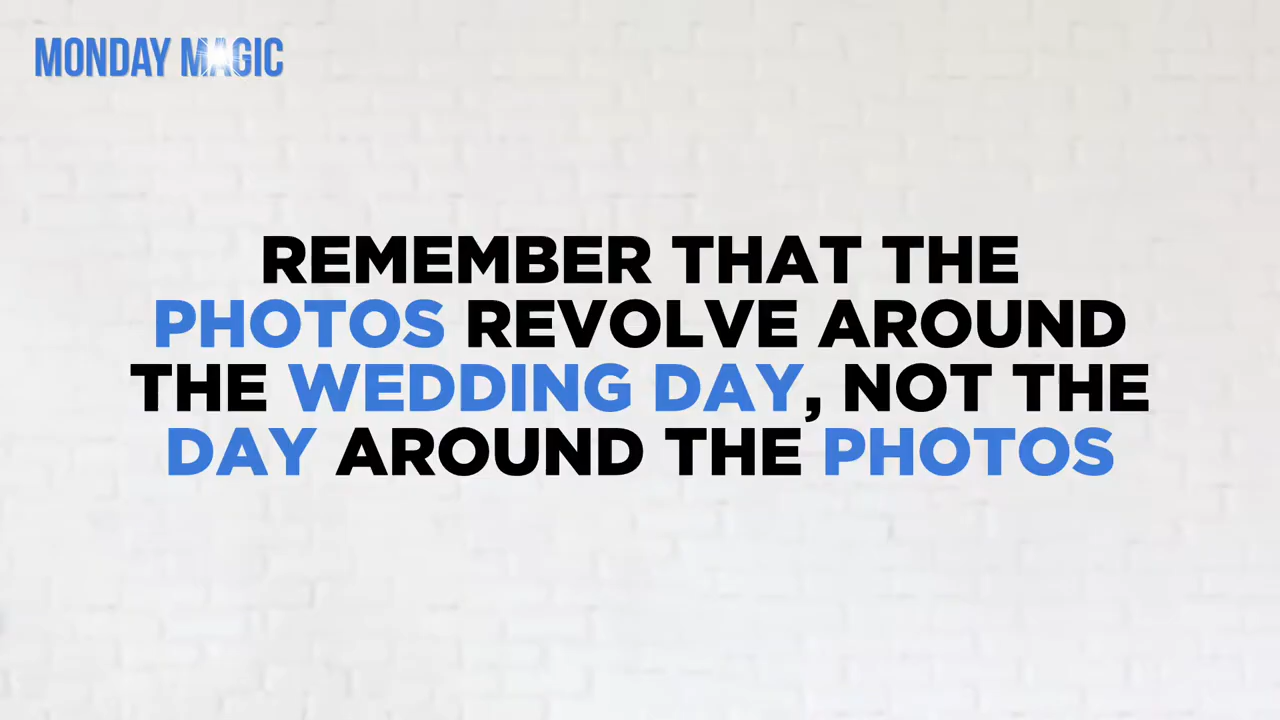 MONDAY MAGIC
REMEMBER THAT THE
PHOTOS REVOLVE AROUND
THE WEDDING DAY, NOT THE
DAY AROUND THE PHOTOS